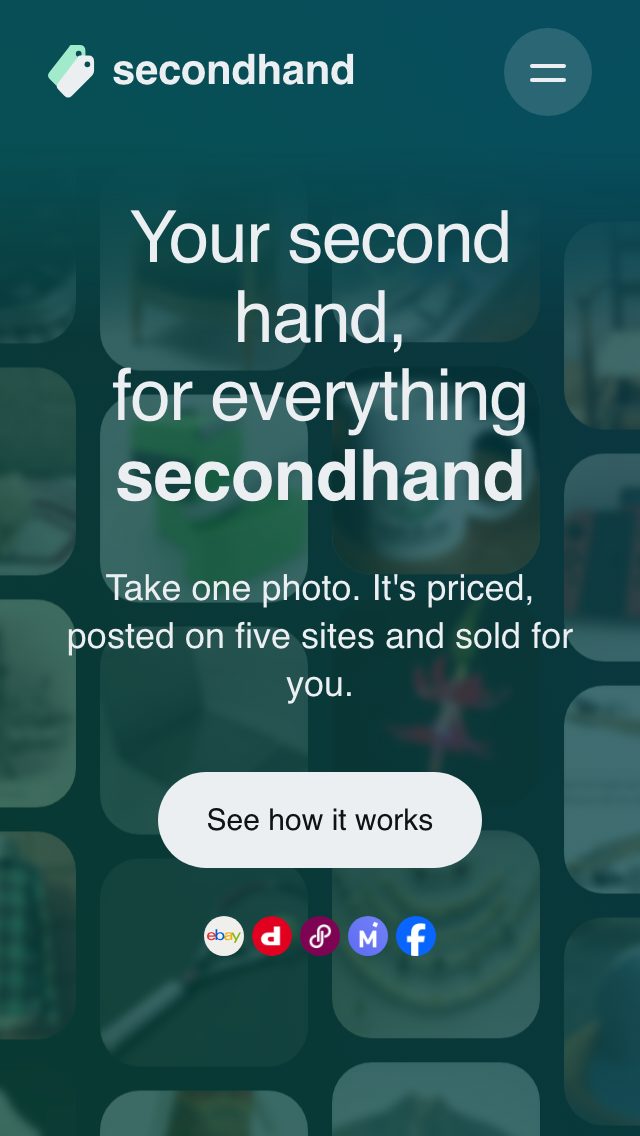 secondhand
Your second
hand,
for everything
secondhand
Take one photo. It's priced,
posted on five sites and sold for
you.
See how it works
ebay